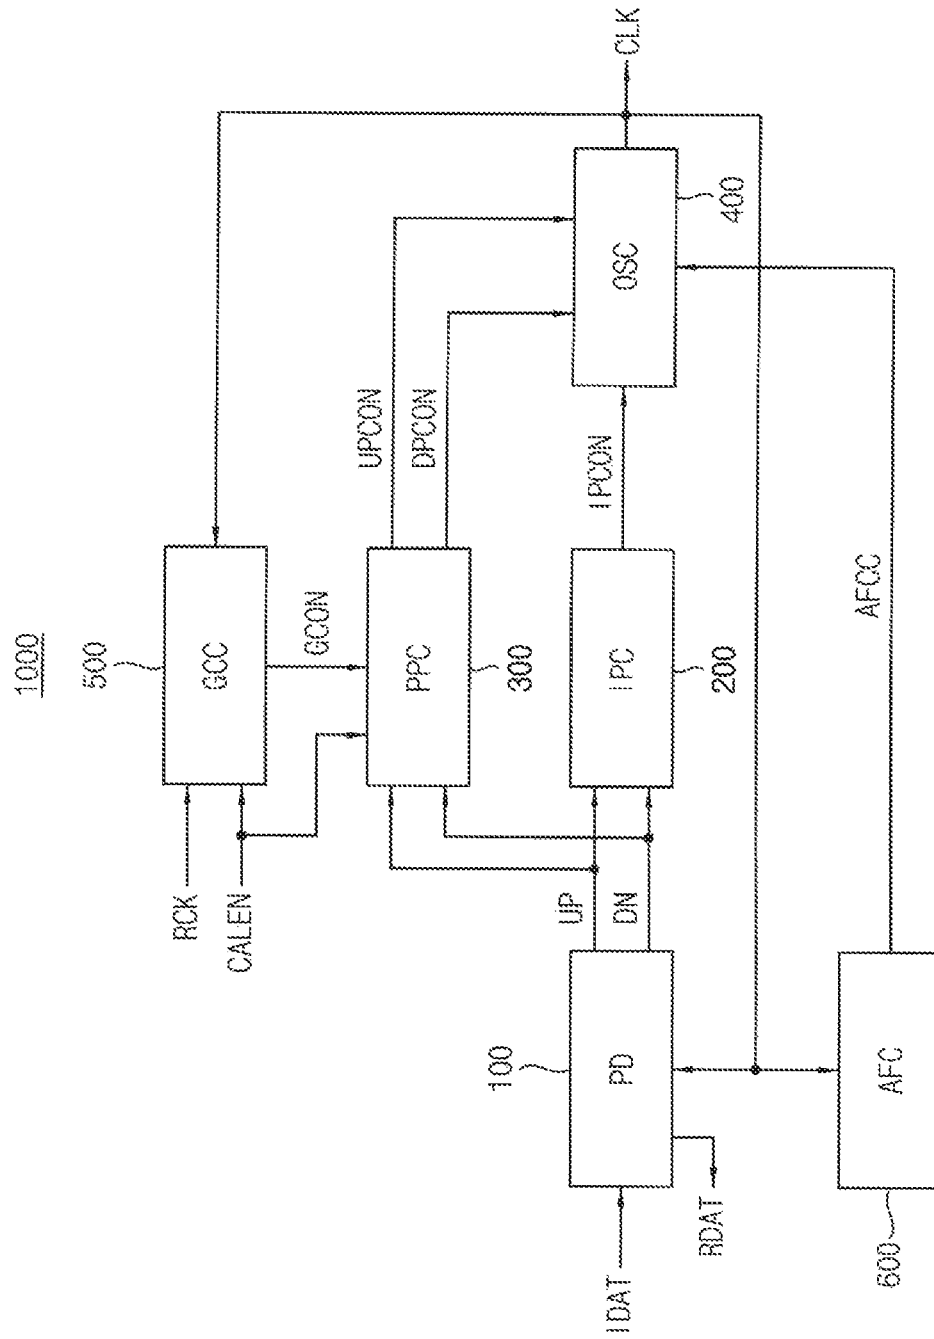 1000
500
GCC
RCK
CALEN
GCON
PPC
300
UPCON
DPCON
UP
DN
IPC
200
IPCON
OSC
400
CLK
100
PD
IDAT
RDAT
AFC
600
AFCC